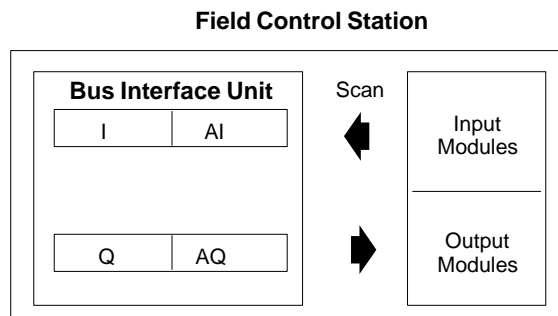 Field Control Station
Bus Interface Unit
Scan
I
AI
Input
Modules
Q
AQ
Output
Modules